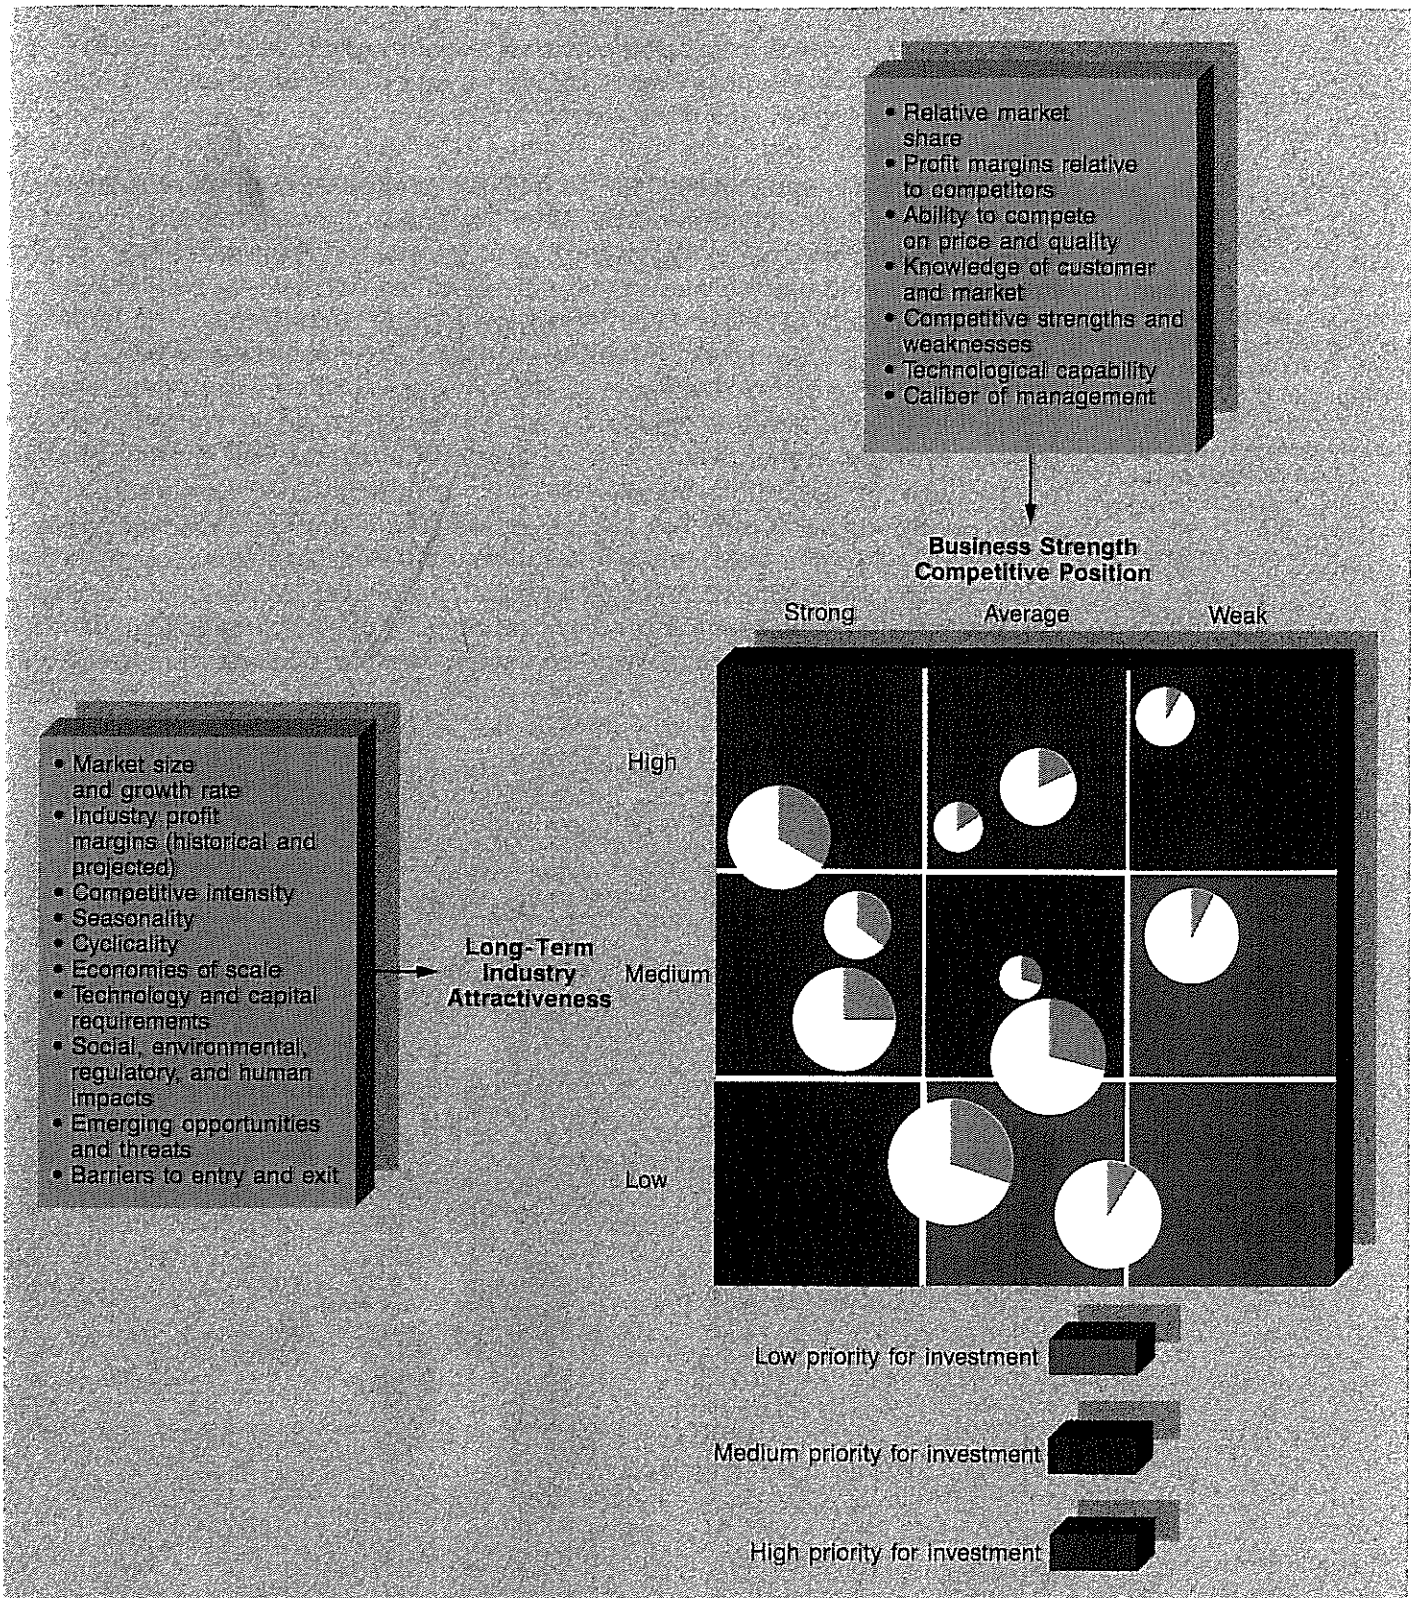 • Relative market
share
• Profit margins relative
to competitors
• Ability to compete
on price and quality
• Knowledge of customer
and market
• Competitive strengths and
weaknesses
• Technological capability
• Caliber of management
Business Strength
Competitive Position
Strong Average Weak
• Market size
and growth rate
• Industry profit
margins (historical and
projected)
• Competitive intensity
• Seasonality
• Cyclicality
• Economies of scale
• Technology and capital
requirements
• Social, environmental,
regulatory, and human
impacts
• Emerging opportunities
and threats
• Barriers to entry and exit
Long-Term
Industry
Attractiveness
High
Medium
Low
Low priority for investment
Medium priority for investment
High priority for investment